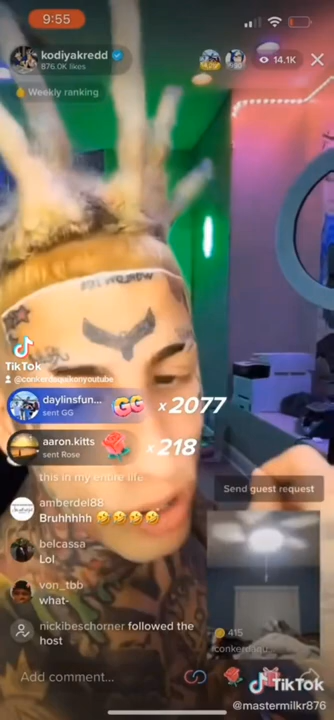 9:55
kodiyakredd
876.0K likes
14.1K
Weekly ranking
TikTok
@conkerdaquikonyoutube
daylinsfun...
sent GG
GG
x2077
aaron.kitts
sent Rose
x218
this in my entire life
Send guest request
amberdel88
Bruhhhhh 🤣🤣🤣🤣
belcassa
Lol
von_tbb
what-
415
nickibeschorner followed the
host
conkerdaqu...
Add comment...
TikTok
@mastermilkr876